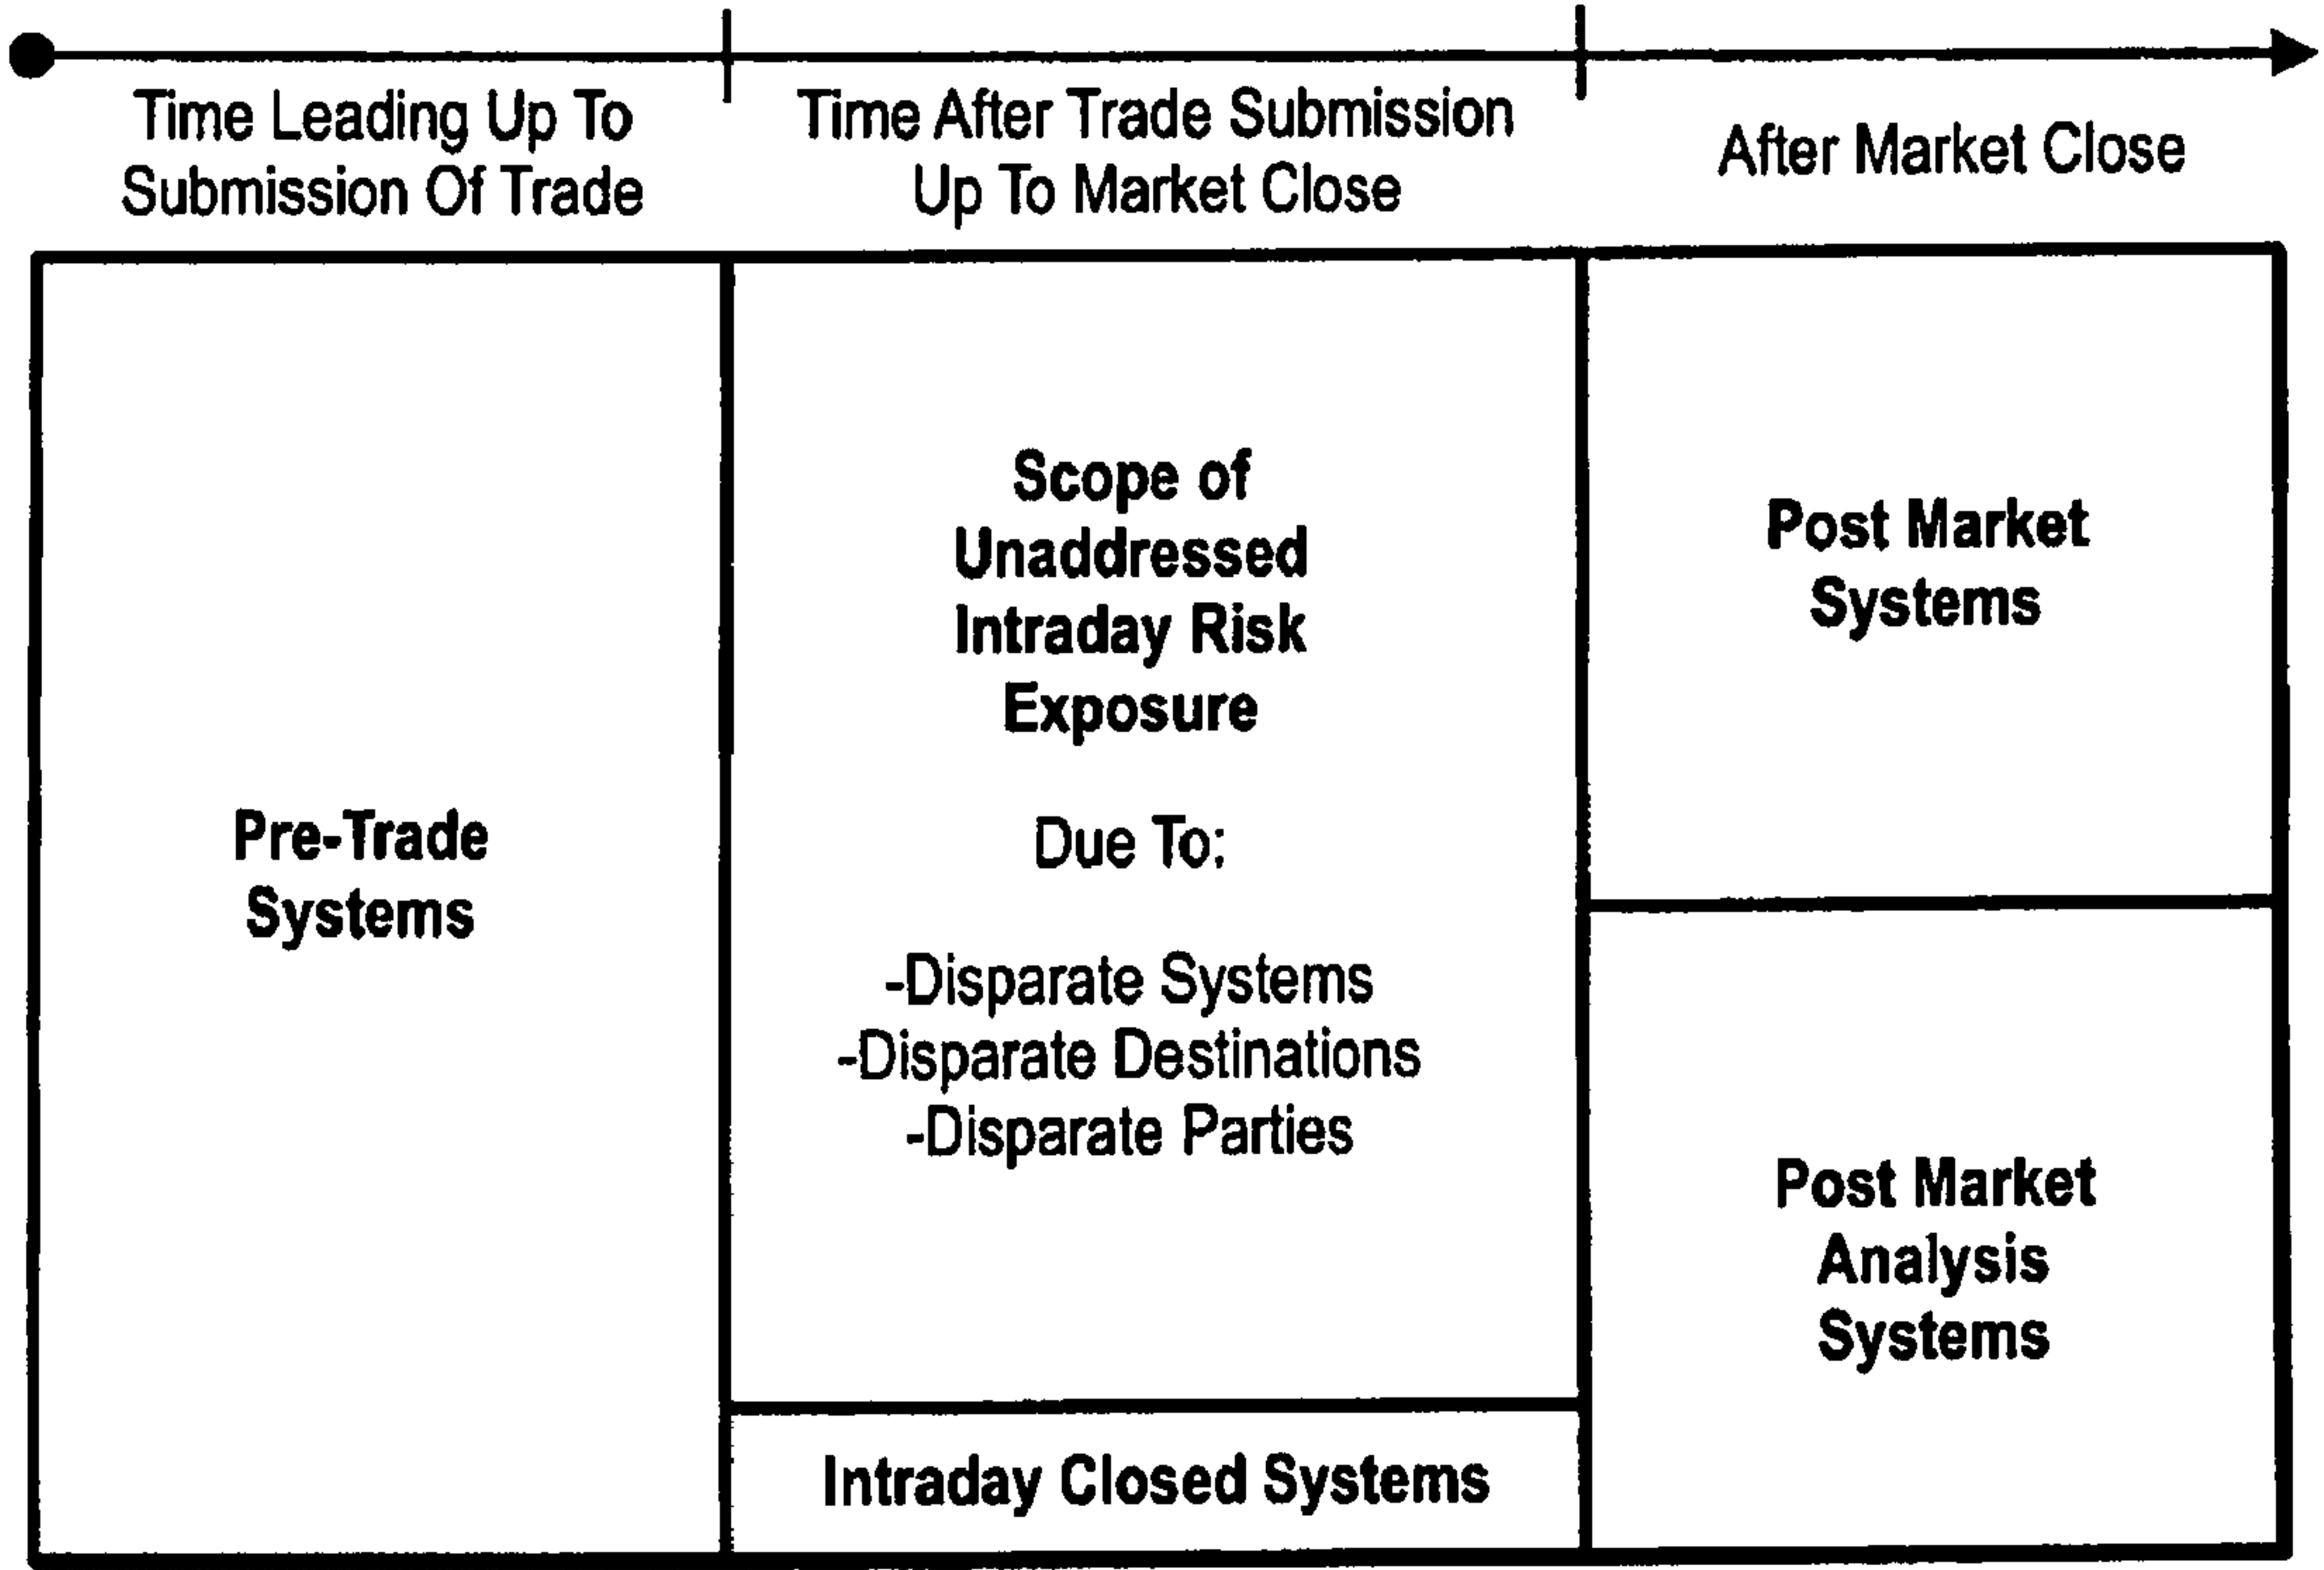 Time Leading Up To
Submission Of Trade
Time After Trade Submission
Up To Market Close
After Market Close
Pre-Trade
Systems
Scope of
Unaddressed
Intraday Risk
Exposure
Due To:
-Disparate Systems
-Disparate Destinations
-Disparate Parties
Intraday Closed Systems
Post Market
Systems
Post Market
Analysis
Systems